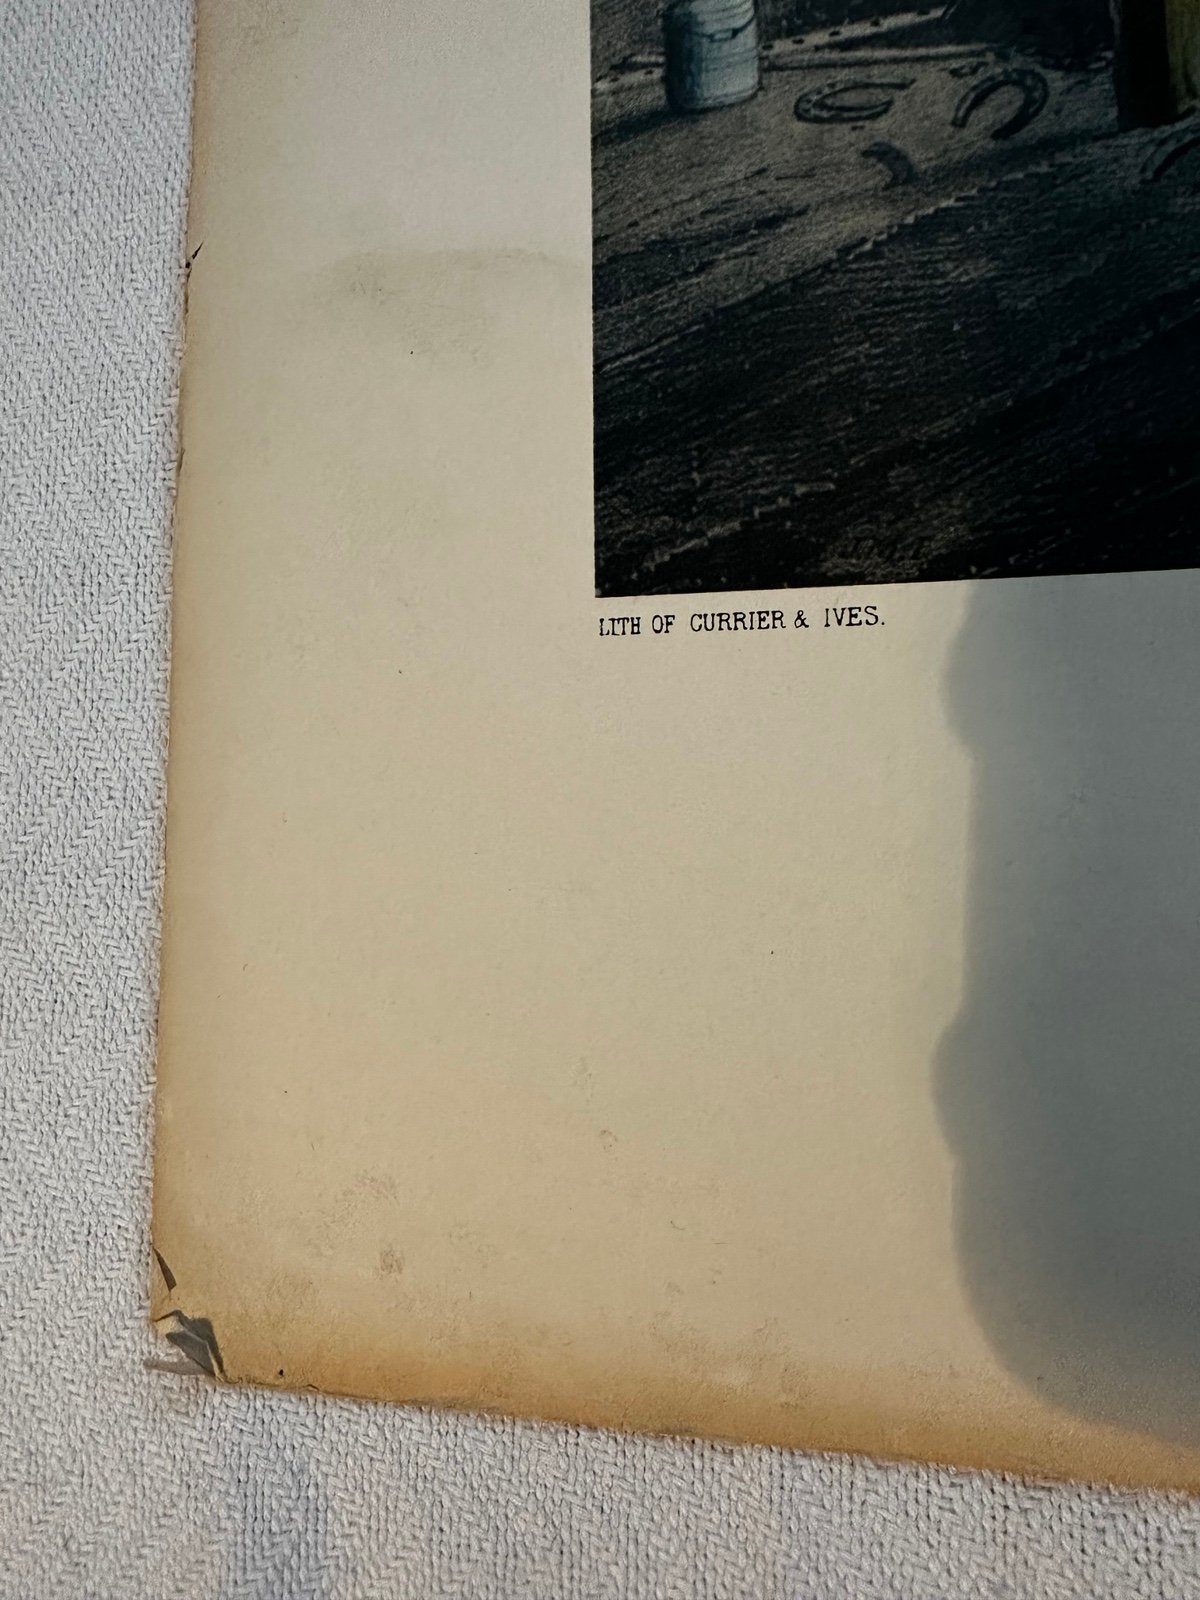 LITH OF CURRIER & IVES.